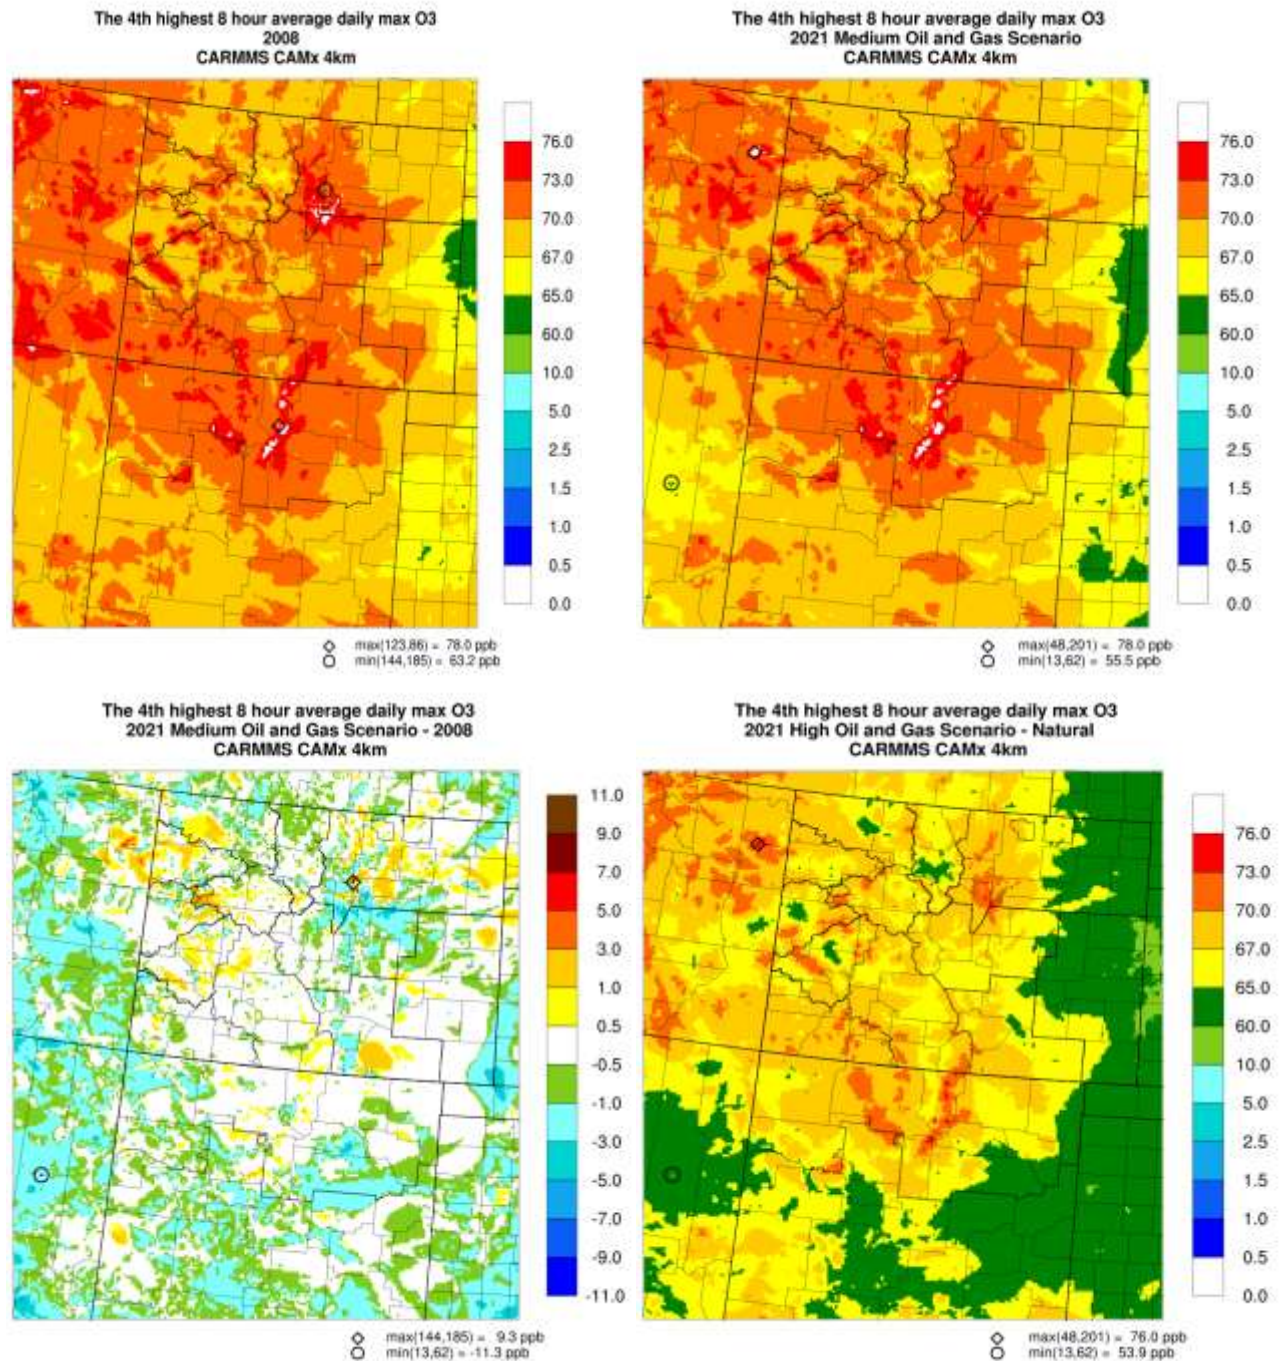 The 4th highest 8 hour average daily max O3
2008
CARMMS CAMx 4km
76.0
73.0
70.0
67.0
65.0
60.0
10.0
5.0
2.5
1.5
1.0
0.5
0.0
max(123,86) = 78.0 ppb
min(144,185) = 63.2 ppb
The 4th highest 8 hour average daily max O3
2021 Medium Oil and Gas Scenario
CARMMS CAMx 4km
76.0
73.0
70.0
67.0
65.0
60.0
10.0
5.0
2.5
1.5
1.0
0.5
0.0
max(48,201) = 78.0 ppb
min(13,62) = 55.5 ppb
The 4th highest 8 hour average daily max O3
2021 Medium Oil and Gas Scenario - 2008
CARMMS CAMx 4km
11.0
9.0
7.0
5.0
3.0
1.0
0.5
-0.5
-1.0
-3.0
-5.0
-7.0
-9.0
-11.0
max(144,185) = 9.3 ppb
min(13,62) = -11.3 ppb
The 4th highest 8 hour average daily max O3
2021 High Oil and Gas Scenario - Natural
CARMMS CAMx 4km
76.0
73.0
70.0
67.0
65.0
60.0
10.0
5.0
2.5
1.5
1.0
0.5
0.0
max(48,201) = 76.0 ppb
min(13,62) = 53.9 ppb